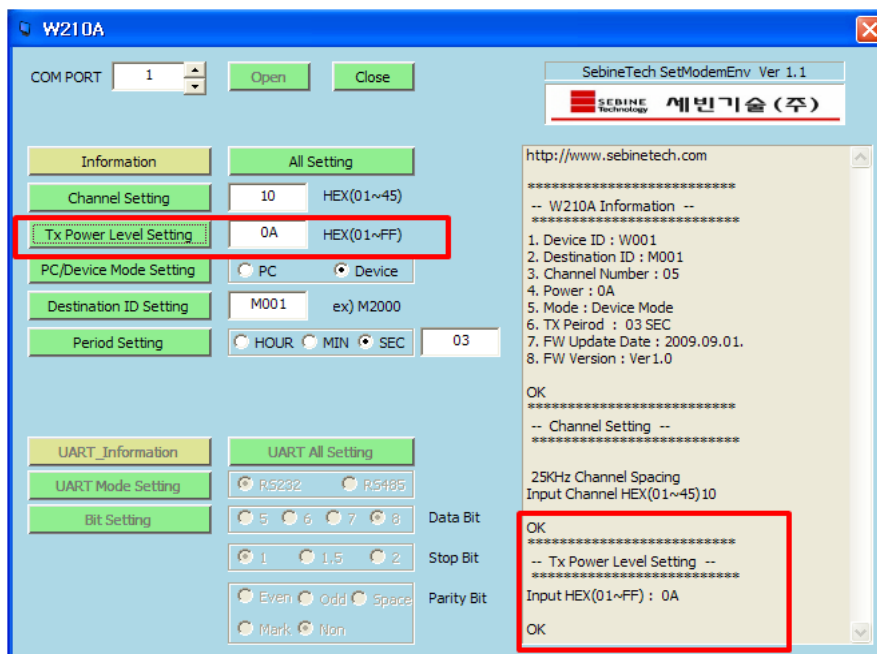 W210A
COM PORT 1 Open Close
SebineTech SetModemEnv Ver 1.1
SEBINE Technology 세빈기술(주)
Information All Setting
Channel Setting 10 HEX(01~45)
Tx Power Level Setting 0A HEX(01~FF)
PC/Device Mode Setting PC Device
Destination ID Setting M001 ex) M2000
Period Setting HOUR MIN SEC 03
UART_Information UART All Setting
UART Mode Setting RS232 RS485
Bit Setting 5 6 7 8 Data Bit
1 1.5 2 Stop Bit
Even Odd Space Parity Bit
Mark Non
http://www.sebinetech.com
**************************
-- W210A Information --
**************************
1. Device ID : W001
2. Destination ID : M001
3. Channel Number : 05
4. Power : 0A
5. Mode : Device Mode
6. TX Peirod : 03 SEC
7. FW Update Date : 2009.09.01.
8. FW Version : Ver1.0
OK
**************************
-- Channel Setting --
**************************
25KHz Channel Spacing
Input Channel HEX(01~45)10
OK
**************************
-- Tx Power Level Setting --
**************************
Input HEX(01~FF) : 0A
OK